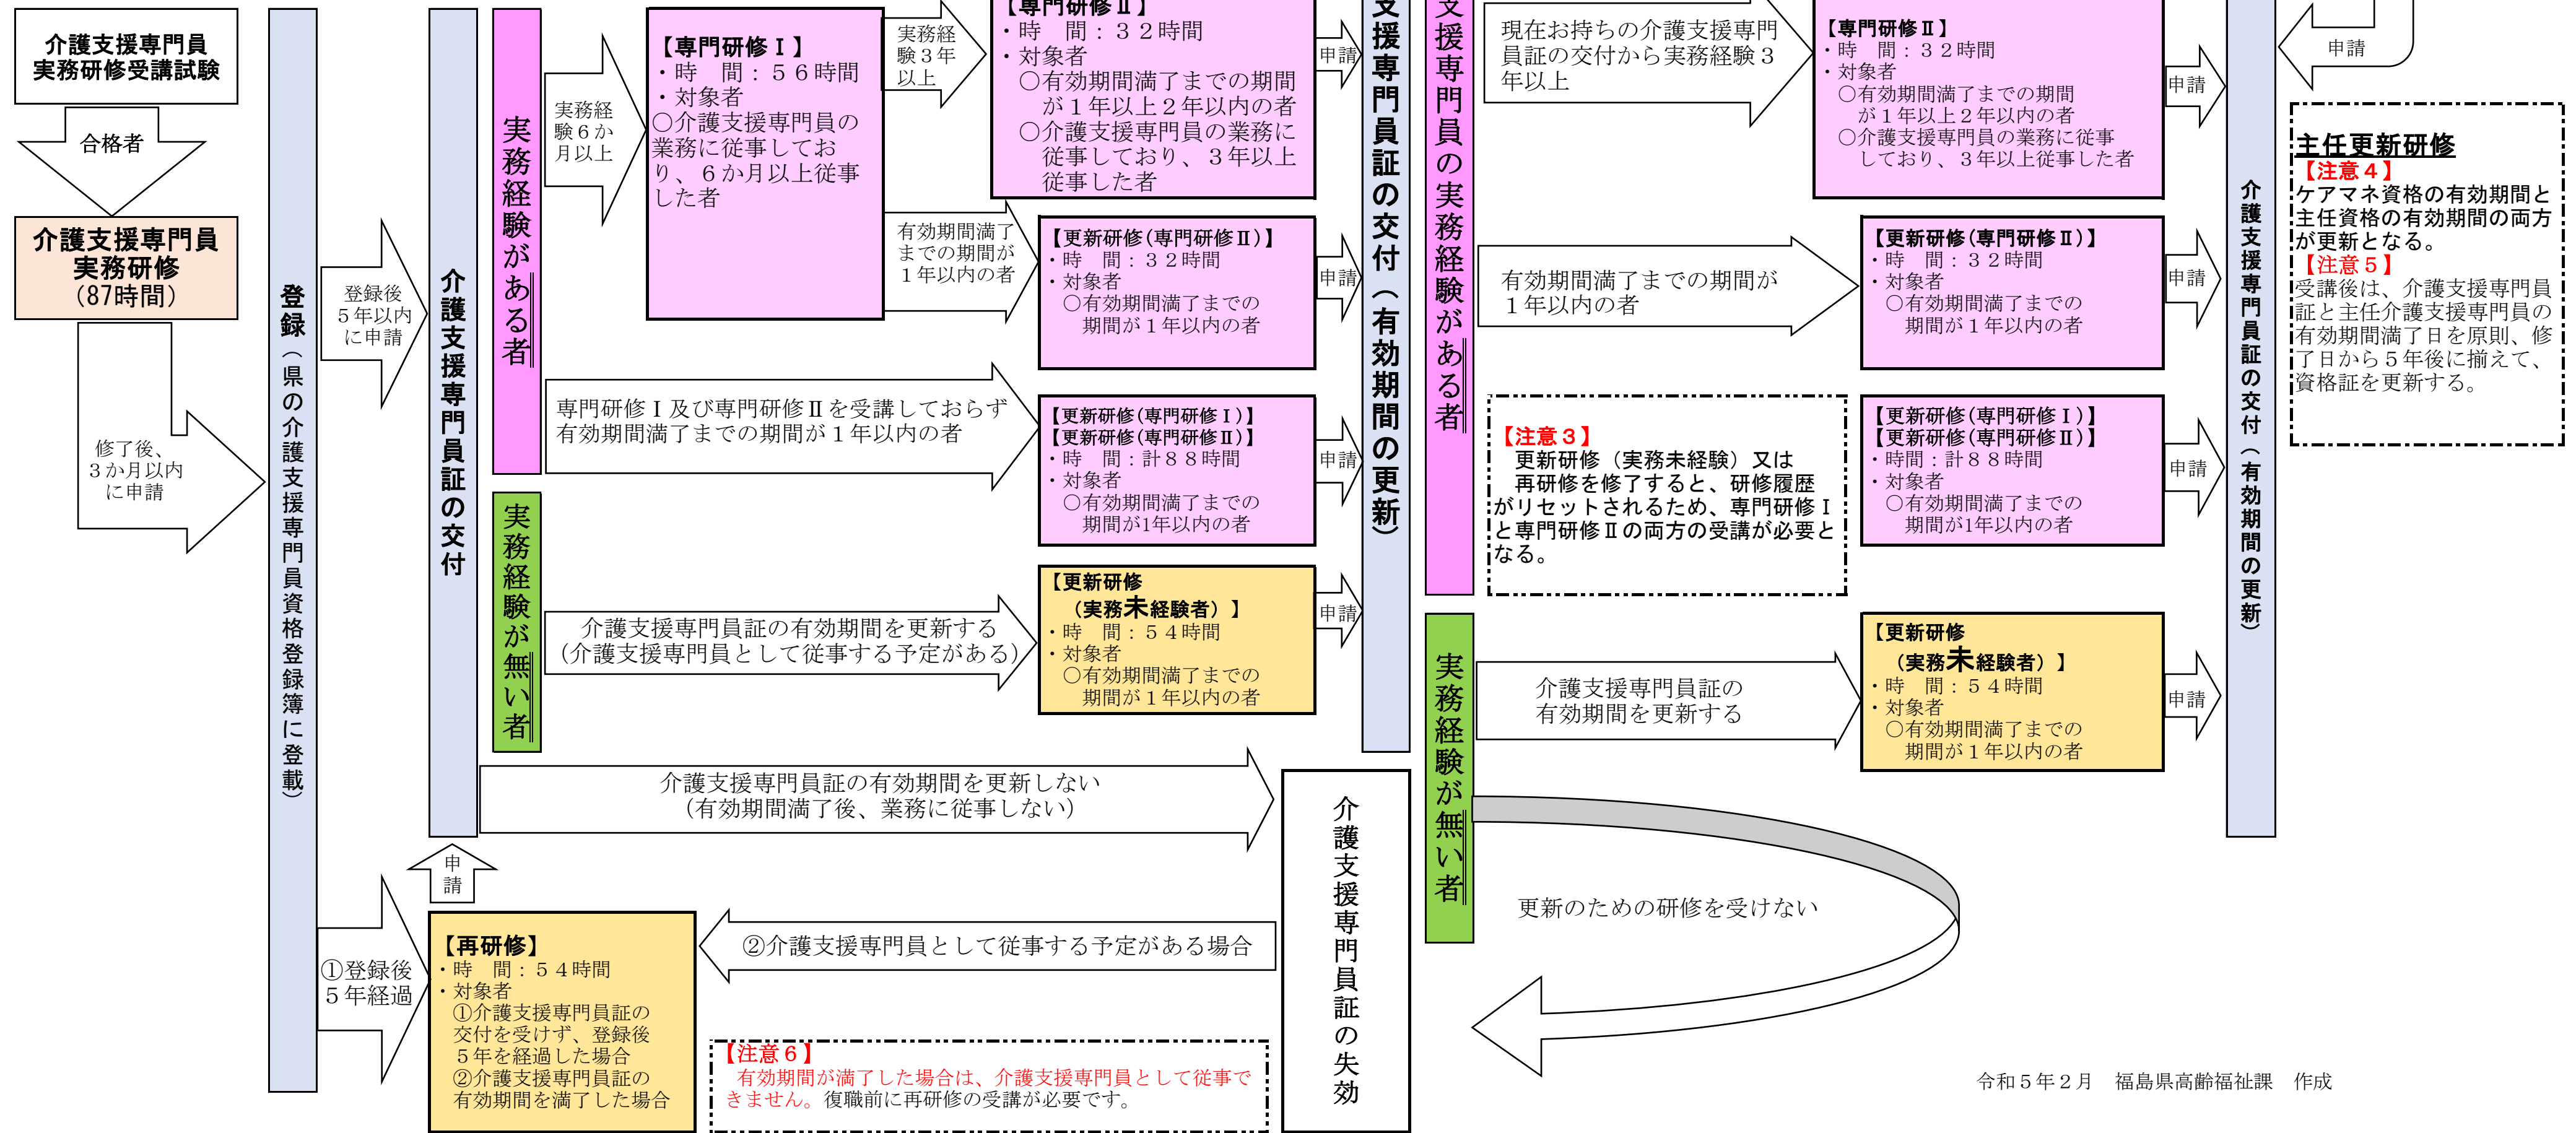 介護支援専門員
実務研修受講試験
合格者
介護支援専門員
実務研修
（87時間）
修了後、
３か月以内
に申請
登録（県の介護支援専門員資格登録簿に登載）
登録後
５年以内
に申請
①登録後
５年経過
介護支援専門員証の交付
申
請
【再研修】
・時　間：５４時間
・対象者
①介護支援専門員証の
交付を受けず、登録後
５年を経過した場合
②介護支援専門員証の
有効期間を満了した場合
実務経験がある者
実務経
験６か
月以上
【専門研修Ⅰ】
・時　間：５６時間
・対象者
○介護支援専門員の
業務に従事してお
り、６か月以上従事
した者
実務経
験３年
以上
【専門研修Ⅱ】
・時　間：３２時間
・対象者
○有効期間満了までの期間
が１年以上２年以内の者
○介護支援専門員の業務に
従事しており、３年以上
従事した者
申請
有効期間満了
までの期間が
１年以内の者
【更新研修(専門研修Ⅱ)】
・時　間：３２時間
・対象者
○有効期間満了までの
期間が１年以内の者
申請
専門研修Ⅰ及び専門研修Ⅱを受講しておらず
有効期間満了までの期間が１年以内の者
【更新研修(専門研修Ⅰ)】
【更新研修(専門研修Ⅱ)】
・時　間：計８８時間
・対象者
○有効期間満了までの
期間が1年以内の者
申請
実務経験が無い者
介護支援専門員証の有効期間を更新する
（介護支援専門員として従事する予定がある）
【更新研修
（実務未経験者）】
・時　間：５４時間
・対象者
○有効期間満了までの
期間が１年以内の者
申請
介護支援専門員証の有効期間を更新しない
（有効期間満了後、業務に従事しない）
②介護支援専門員として従事する予定がある場合
【注意６】
有効期間が満了した場合は、介護支援専門員として従事で
きません。復職前に再研修の受講が必要です。
介護支援専門員証の失効
支援専門員証の交付（有効期間の更新）
支援専門員の実務経験がある者
現在お持ちの介護支援専門
員証の交付から実務経験３
年以上
【専門研修Ⅱ】
・時　間：３２時間
・対象者
○有効期間満了までの期間
が１年以上２年以内の者
○介護支援専門員の業務に従事
しており、３年以上従事した者
申請
有効期間満了までの期間が
１年以内の者
【更新研修(専門研修Ⅱ)】
・時　間：３２時間
・対象者
○有効期間満了までの
期間が１年以内の者
申請
【注意３】
更新研修（実務未経験）又は
再研修を修了すると、研修履歴
がリセットされるため、専門研修Ⅰ
と専門研修Ⅱの両方の受講が必要と
なる。
【更新研修(専門研修Ⅰ)】
【更新研修(専門研修Ⅱ)】
・時間：計８８時間
・対象者
○有効期間満了までの
期間が1年以内の者
申請
実務経験が無い者
介護支援専門員証の
有効期間を更新する
【更新研修
（実務未経験者）】
・時　間：５４時間
・対象者
○有効期間満了までの
期間が１年以内の者
申請
更新のための研修を受けない
介護支援専門員証の交付（有効期間の更新）
申請
主任更新研修
【注意４】
ケアマネ資格の有効期間と
主任資格の有効期間の両方
が更新となる。
【注意５】
受講後は、介護支援専門員
証と主任介護支援専門員の
有効期間満了日を原則、修
了日から５年後に揃えて、
資格証を更新する。
令和５年２月　福島県高齢福祉課　作成